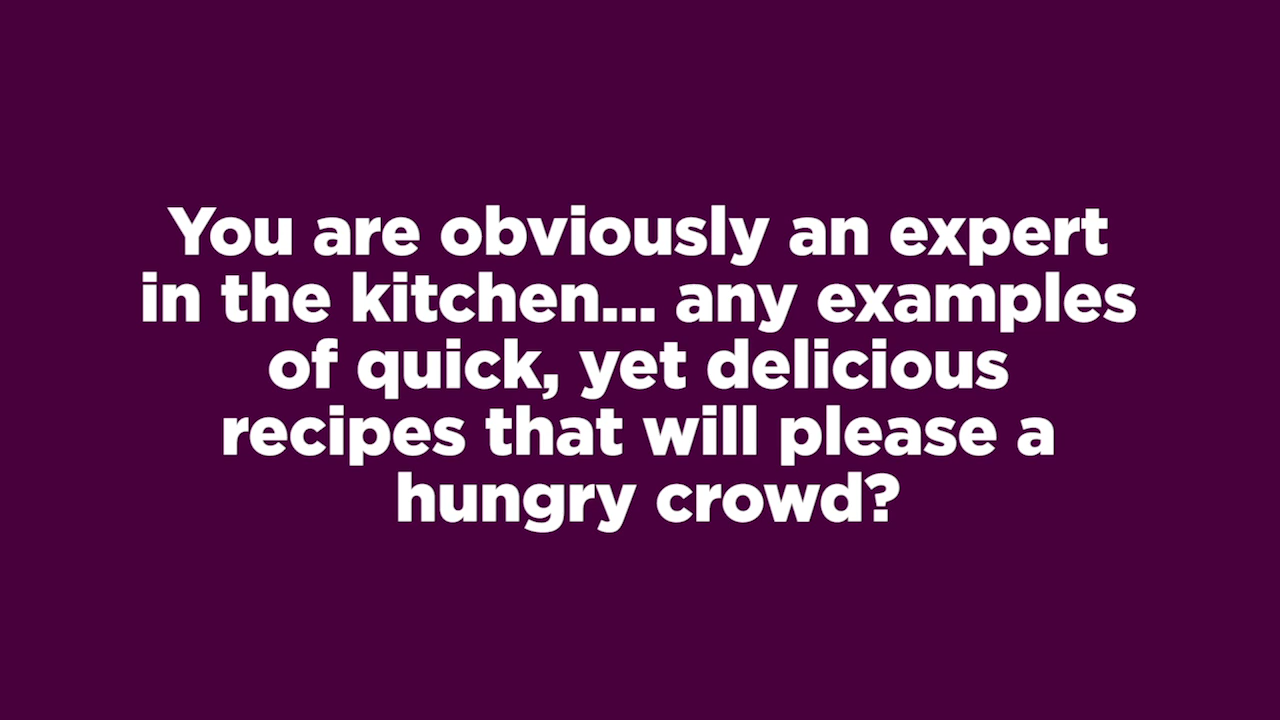 You are obviously an expert
in the kitchen... any examples
of quick, yet delicious
recipes that will please a
hungry crowd?